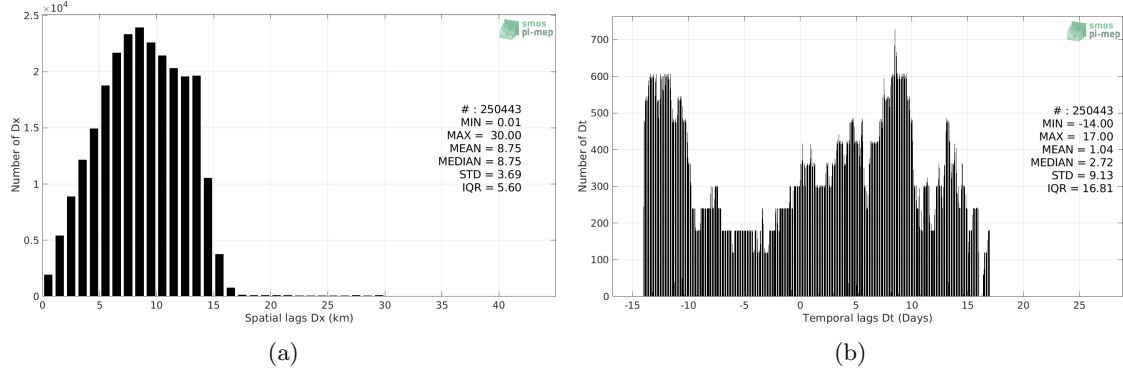 ×10^4
2.5
2
1.5
1
0.5
0
0 5 10 15 20 25 30 35 40
Number of Dx
Spatial lags Dx (km)
smos
pi-mep
# : 250443
MIN = 0.01
MAX = 30.00
MEAN = 8.75
MEDIAN = 8.75
STD = 3.69
IQR = 5.60
(a)
700
600
500
400
300
200
100
0
-15 -10 -5 0 5 10 15 20 25
Number of Dt
Temporal lags Dt (Days)
smos
pi-mep
# : 250443
MIN = -14.00
MAX = 17.00
MEAN = 1.04
MEDIAN = 2.72
STD = 9.13
IQR = 16.81
(b)